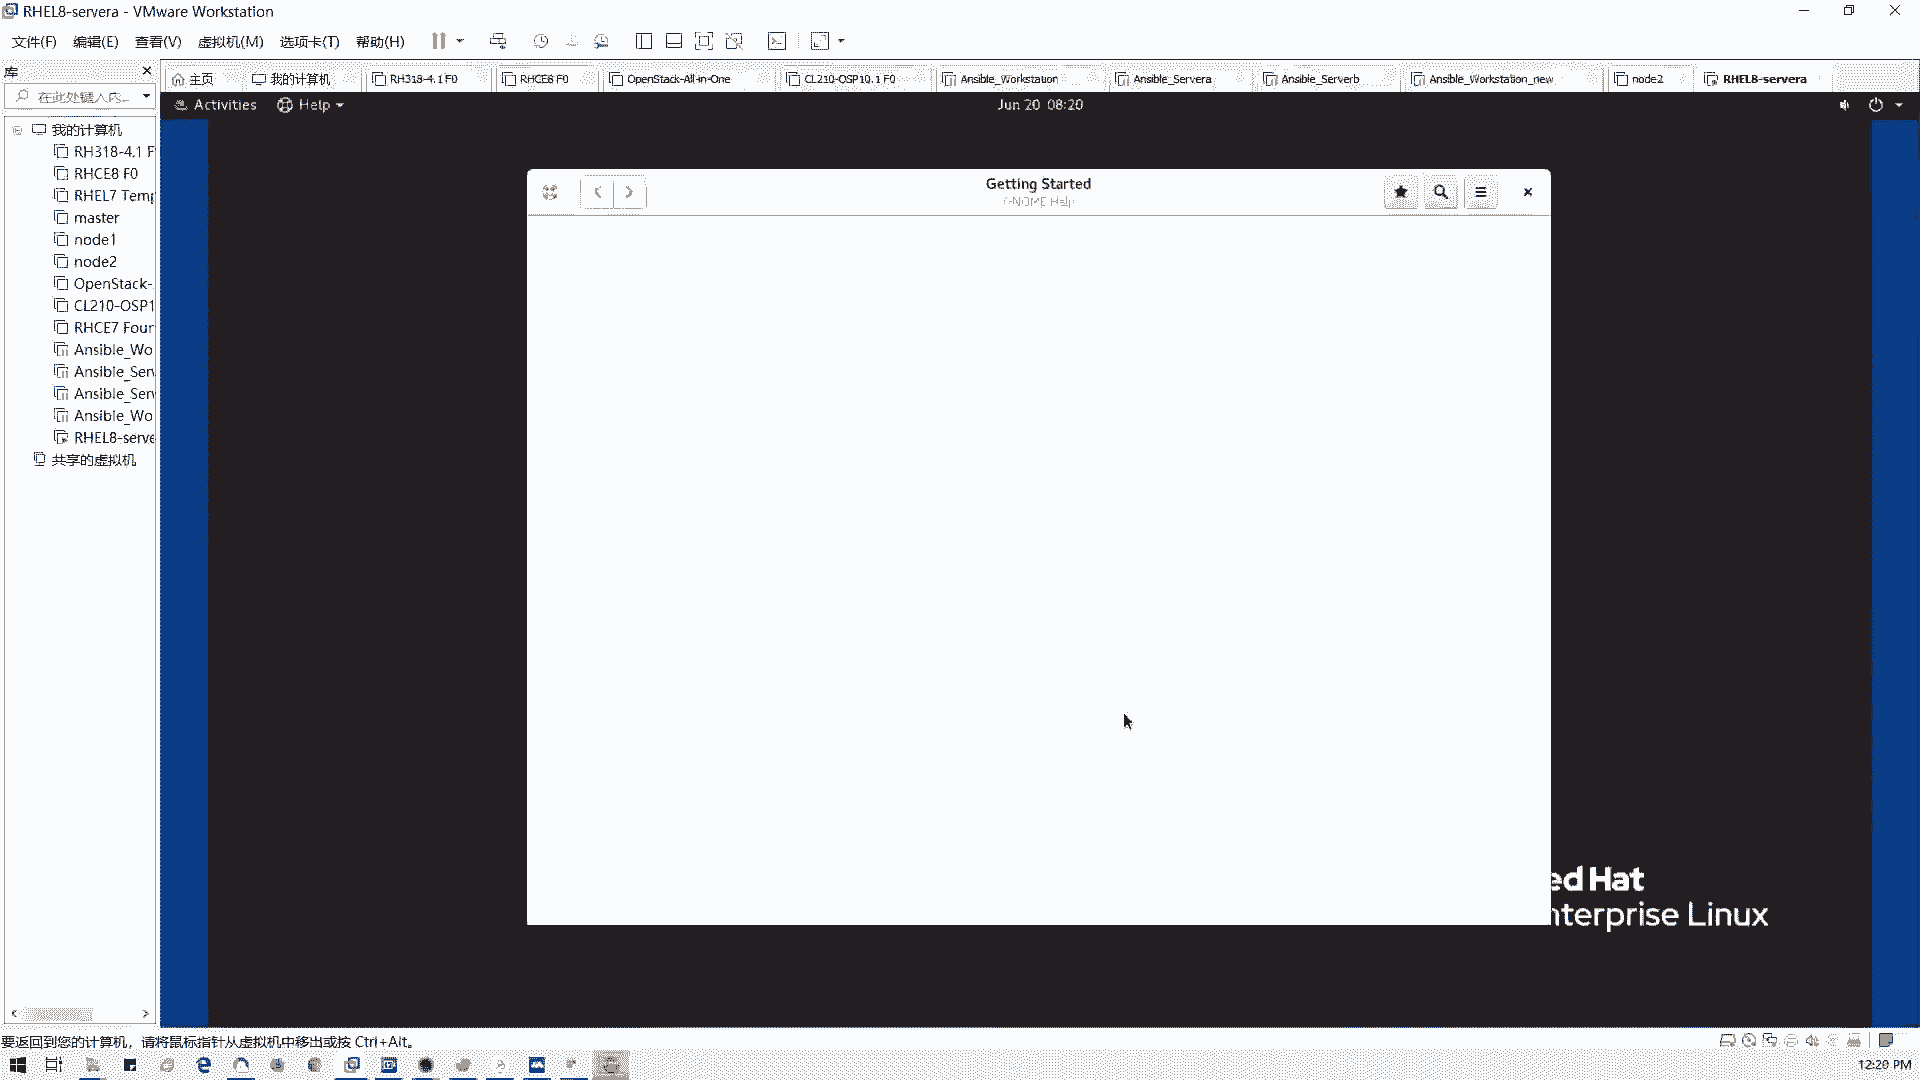 RHEL8-servera - VMware Workstation
文件(F) 编辑(E) 查看(V) 虚拟机(M) 选项卡(T) 帮助(H)
库
在此处键入内...
主页
我的计算机
RH318-4.1 F0
RHCE8 F0
OpenStack-All-in-One
CL210-OSP10.1 F0
Ansible_Workstation
Ansible_Servera
Ansible_Serverb
Ansible_Workstation_new
node2
RHEL8-servera
Activities
Help
Jun 20 08:20
我的计算机
RH318-4.1 F
RHCE8 F0
RHEL7 Temp
master
node1
node2
OpenStack-
CL210-OSP1
RHCE7 Four
Ansible_Wo
Ansible_Serv
Ansible_Serv
Ansible_Wo
RHEL8-serve
共享的虚拟机
Getting Started
GNOME Help
ed Hat
nterprise Linux
要返回到您的计算机，请将鼠标指针从虚拟机中移出或按 Ctrl+Alt。
12:20 PM